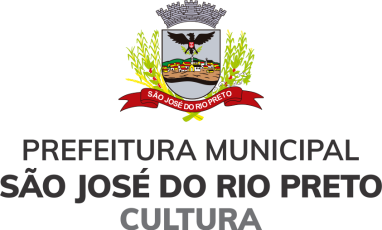 SÃO JOSÉ DO RIO PRETO
PREFEITURA MUNICIPAL
SÃO JOSÉ DO RIO PRETO
CULTURA